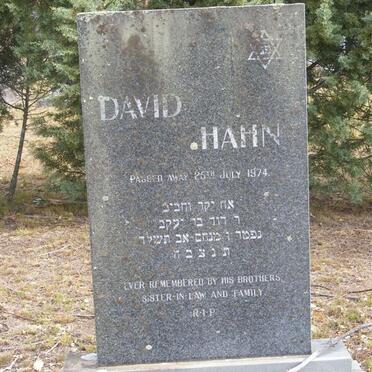 DAVID
HAHN
PASSED AWAY 25TH JULY 1974
אח יקר וחביב
ר דוד בר יעקב
נפטר ו מנחם-אב תשלד
ת נ צ ב ה
EVER REMEMBERED BY HIS BROTHERS,
SISTER-IN-LAW AND FAMILY.
R·I·P